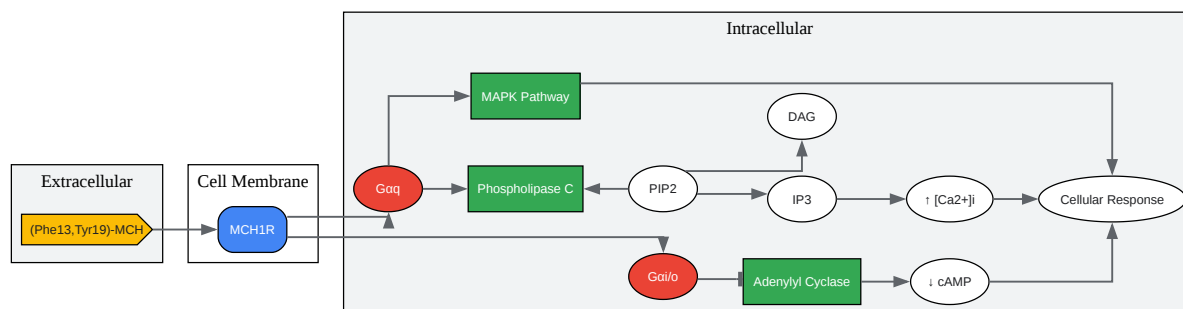 Intracellular
MAPK Pathway
DAG
Extracellular
Cell Membrane
Gαq
Phospholipase C
PIP2
IP3
↑ [Ca2+]i
Cellular Response
(Phe13,Tyr19)-MCH
MCH1R
Gαi/o
Adenylyl Cyclase
↓ cAMP